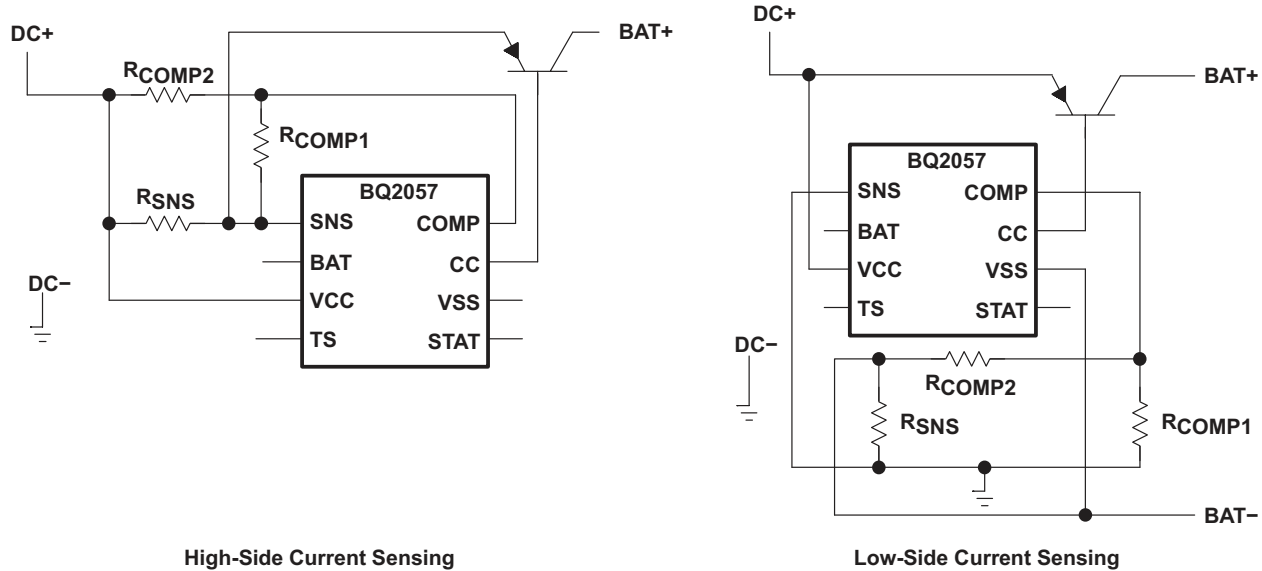 DC+
BAT+
RCOMP2
RCOMP1
RSNS
BQ2057
SNS
COMP
BAT
CC
DC−
VCC
VSS
TS
STAT
High-Side Current Sensing
DC+
BAT+
BQ2057
SNS
COMP
BAT
CC
VCC
VSS
TS
STAT
DC−
RCOMP2
RSNS
RCOMP1
BAT−
Low-Side Current Sensing